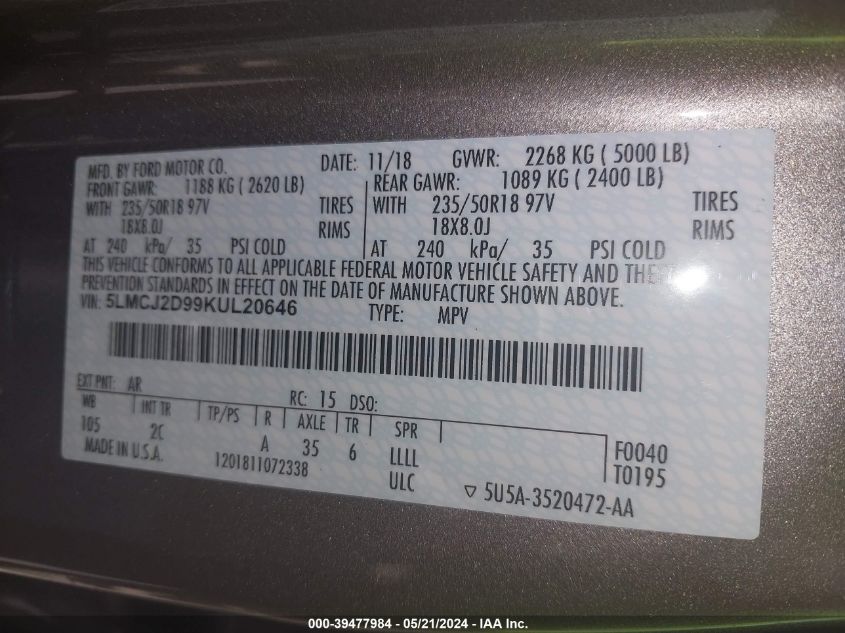 MFD. BY FORD MOTOR CO. DATE: 11/18 GVWR: 2268 KG ( 5000 LB)
FRONT GAWR: 1188 KG ( 2620 LB) REAR GAWR: 1089 KG ( 2400 LB)
WITH 235/50R18 97V TIRES WITH 235/50R18 97V TIRES
18X8.0J RIMS 18X8.0J RIMS
AT 240 kPa/ 35 PSI COLD AT 240 kPa/ 35 PSI COLD
THIS VEHICLE CONFORMS TO ALL APPLICABLE FEDERAL MOTOR VEHICLE SAFETY AND THEFT
PREVENTION STANDARDS IN EFFECT ON THE DATE OF MANUFACTURE SHOWN ABOVE.
VIN: 5LMCJ2D99KUL20646 TYPE: MPV
EXT PNT: AR RC: 15 DSO:
WB INT TR TP/PS R AXLE TR SPR
105 2C A 35 6 LLLL F0040
MADE IN U.S.A. 1201811072338 ULC T0195
▽ 5U5A-3520472-AA
000-39477984 - 05/21/2024 - IAA Inc.